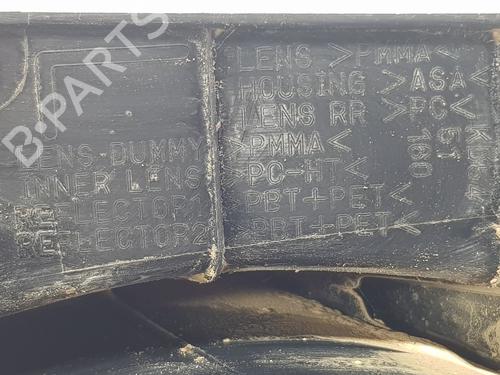 B-PARTS
LENS >PMMA<
HOUSING >ASA<
LENS RR >PC<
LENS-DUMMY >PMMA<
INNER LENS >PC-HT<
REFLECTOR1 >PBT+PET<
REFLECTOR2 >PBT+PET<